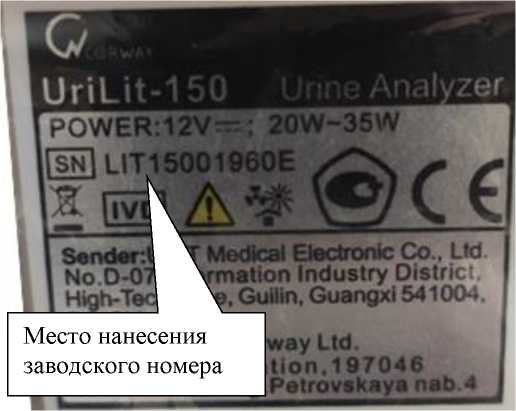 CORWAY
UriLit-150 Urine Analyzer
POWER:12V⎓; 20W~35W
SN LIT15001960E
IVD CE
Sender: Medical Electronic Co., Ltd.
No.D-07 rmation Industry District,
High-Tec e, Guilin, Guangxi 541004,
way Ltd.
tion,197046
Petrovskaya nab.4
Место нанесения
заводского номера